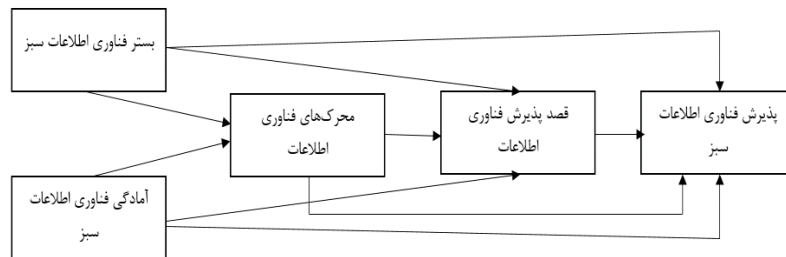 بستر فناوری اطلاعات سبز
محرک‌های فناوری
اطلاعات
قصد پذیرش فناوری
اطلاعات
پذیرش فناوری اطلاعات
سبز
آمادگی فناوری اطلاعات
سبز